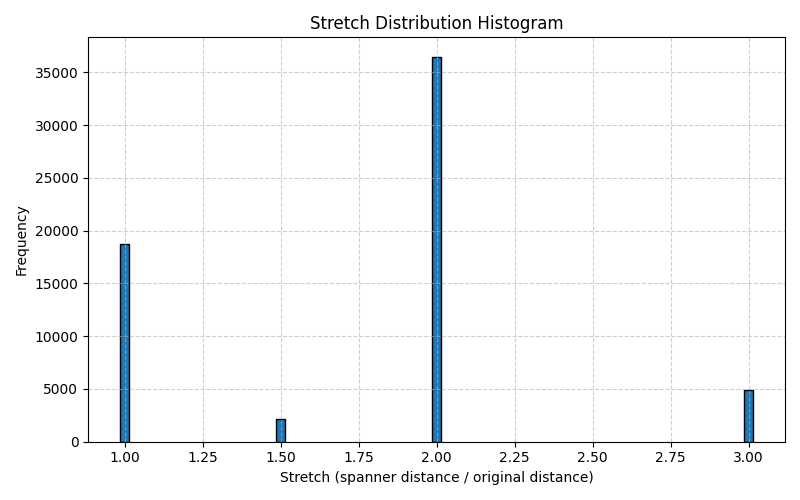 Stretch Distribution Histogram
Frequency
35000
30000
25000
20000
15000
10000
5000
0
1.00 1.25 1.50 1.75 2.00 2.25 2.50 2.75 3.00
Stretch (spanner distance / original distance)